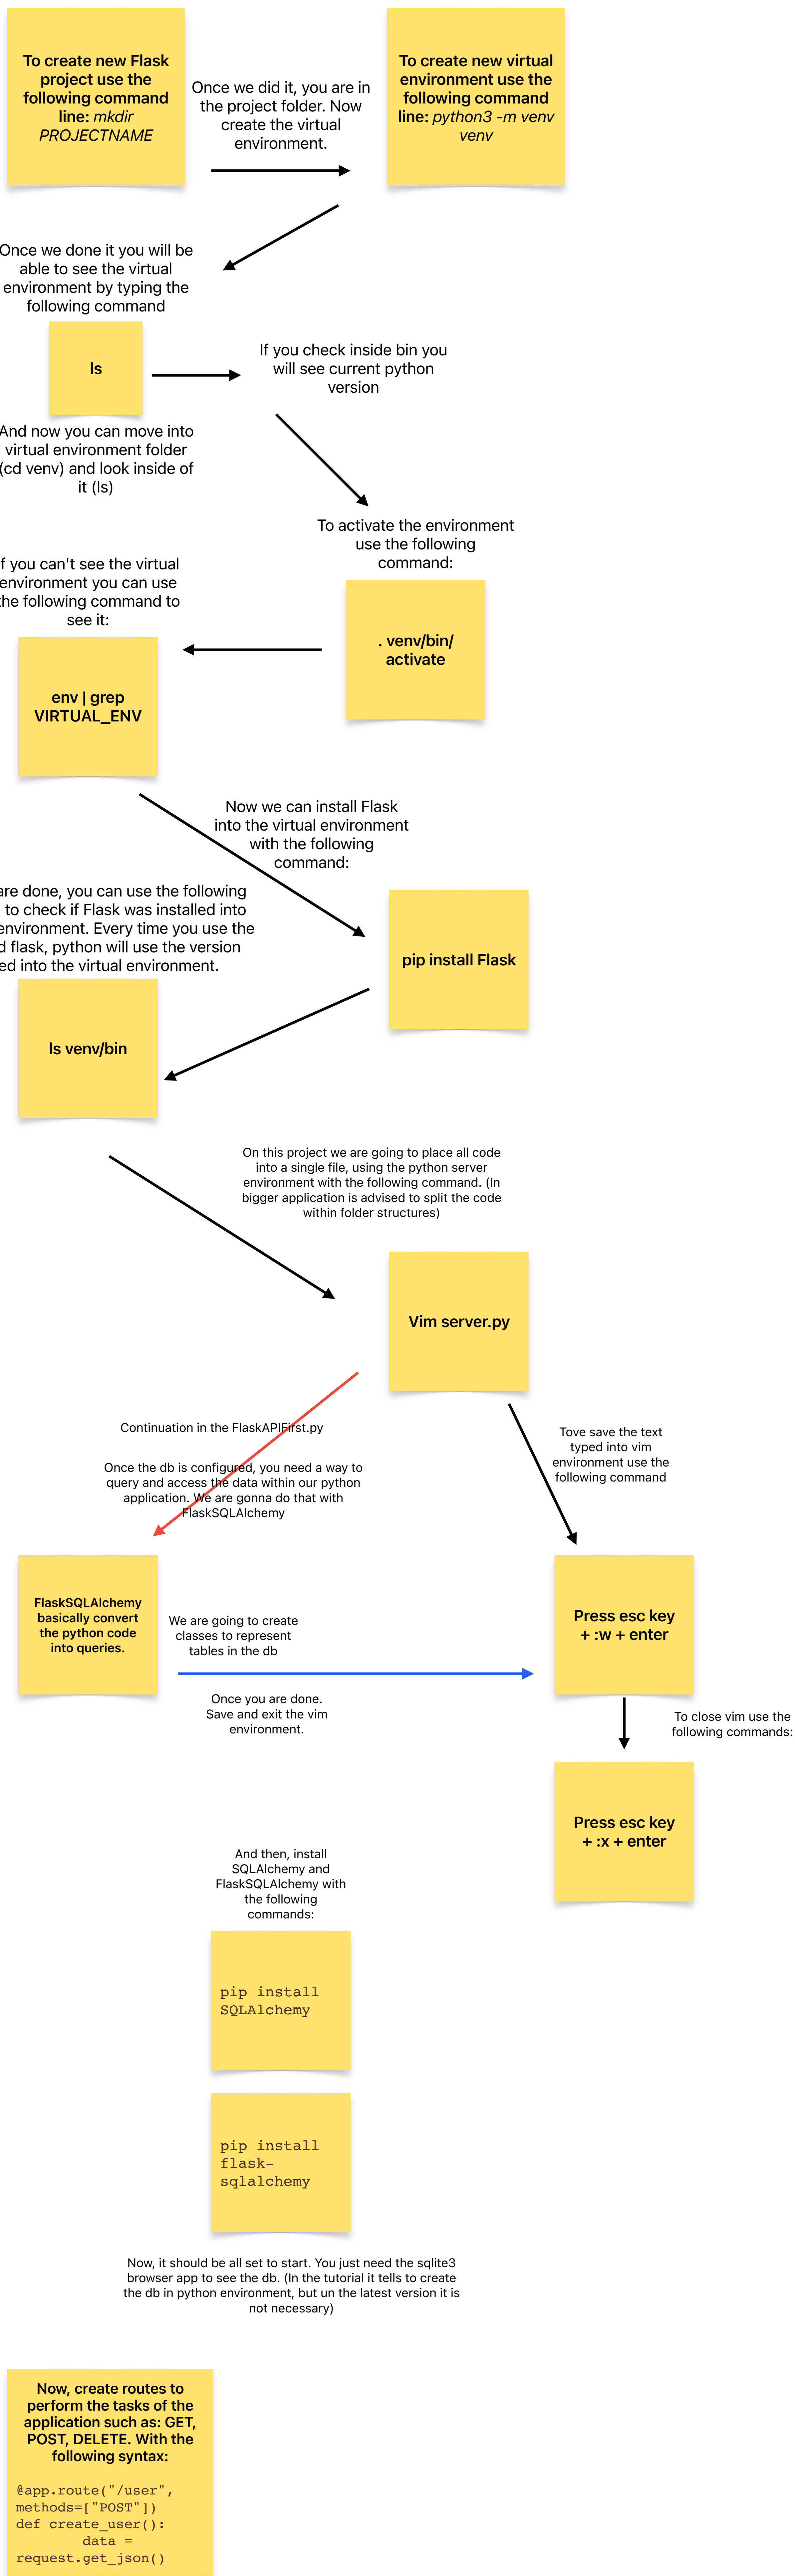 To create new Flask
project use the
following command
line: mkdir
PROJECTNAME
Once we did it, you are in
the project folder. Now
create the virtual
environment.
To create new virtual
environment use the
following command
line: python3 -m venv
venv
Once we done it you will be
able to see the virtual
environment by typing the
following command
ls
If you check inside bin you
will see current python
version
And now you can move into
virtual environment folder
(cd venv) and look inside of
it (ls)
To activate the environment
use the following
command:
. venv/bin/
activate
f you can't see the virtual
environment you can use
the following command to
see it:
env | grep
VIRTUAL_ENV
Now we can install Flask
into the virtual environment
with the following
command:
pip install Flask
are done, you can use the following
to check if Flask was installed into
environment. Every time you use the
d flask, python will use the version
ed into the virtual environment.
ls venv/bin
On this project we are going to place all code
into a single file, using the python server
environment with the following command. (In
bigger application is advised to split the code
within folder structures)
Vim server.py
Continuation in the FlaskAPIFirst.py
Once the db is configured, you need a way to
query and access the data within our python
application. We are gonna do that with
FlaskSQLAlchemy
Tove save the text
typed into vim
environment use the
following command
FlaskSQLAlchemy
basically convert
the python code
into queries.
We are going to create
classes to represent
tables in the db
Once you are done.
Save and exit the vim
environment.
Press esc key
+ :w + enter
To close vim use the
following commands:
Press esc key
+ :x + enter
And then, install
SQLAlchemy and
FlaskSQLAlchemy with
the following
commands:
pip install
SQLAlchemy
pip install
flask-
sqlalchemy
Now, it should be all set to start. You just need the sqlite3
browser app to see the db. (In the tutorial it tells to create
the db in python environment, but un the latest version it is
not necessary)
Now, create routes to
perform the tasks of the
application such as: GET,
POST, DELETE. With the
following syntax:
@app.route("/user",
methods=["POST"])
def create_user():
data =
request.get_json()